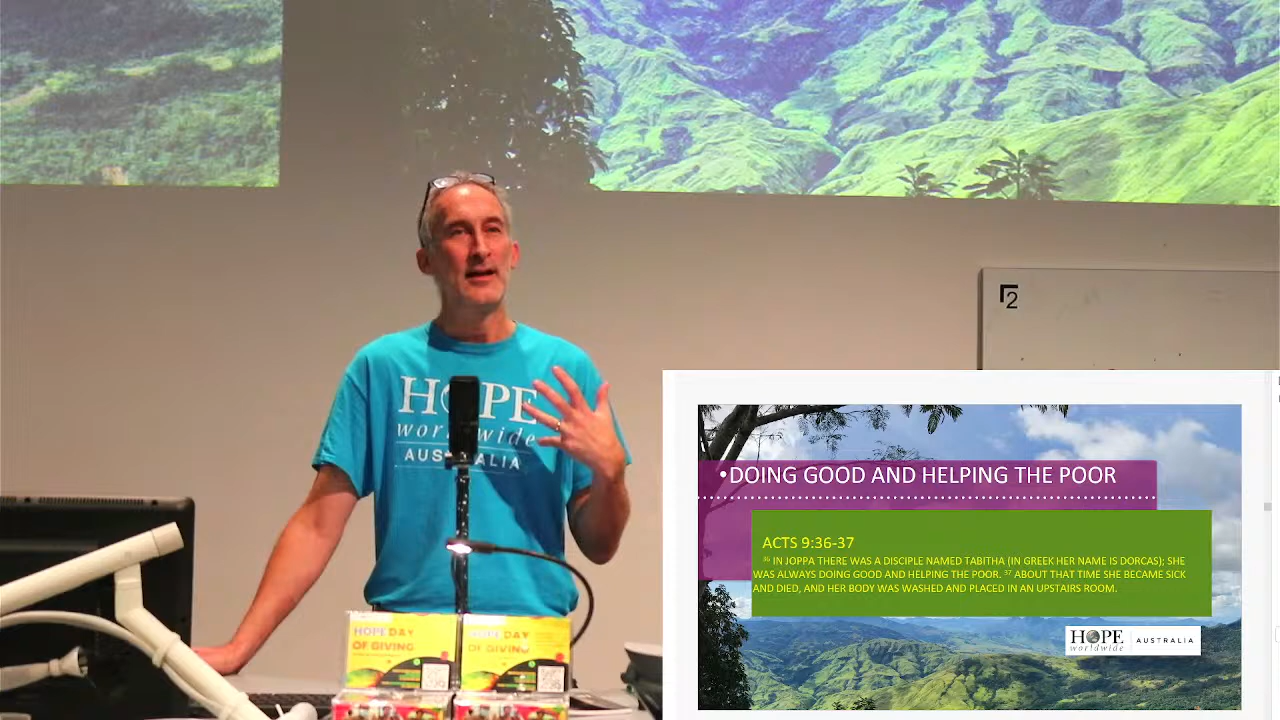 Γ2
HOPE
worldwide
AUSTRALIA
HOPE DAY
OF GIVING
HOPE DAY
OF GIVING
•DOING GOOD AND HELPING THE POOR
ACTS 9:36-37
36 IN JOPPA THERE WAS A DISCIPLE NAMED TABITHA (IN GREEK HER NAME IS DORCAS); SHE
WAS ALWAYS DOING GOOD AND HELPING THE POOR. 37 ABOUT THAT TIME SHE BECAME SICK
AND DIED, AND HER BODY WAS WASHED AND PLACED IN AN UPSTAIRS ROOM.
HOPE
worldwide
AUSTRALIA